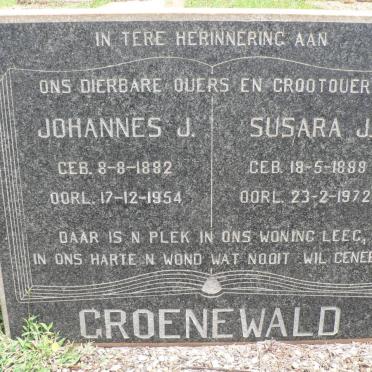 IN TERE HERINNERING AAN
ONS DIERBARE OUERS EN GROOTOUER
JOHANNES J. SUSARA J.
GEB. 8-8-1882 GEB. 18-5-1889
OORL. 17-12-1954 OORL. 23-2-1972
DAAR IS N PLEK IN ONS WONING LEEG,
IN ONS HARTE N WOND WAT NOOIT WIL GENEE
GROENEWALD